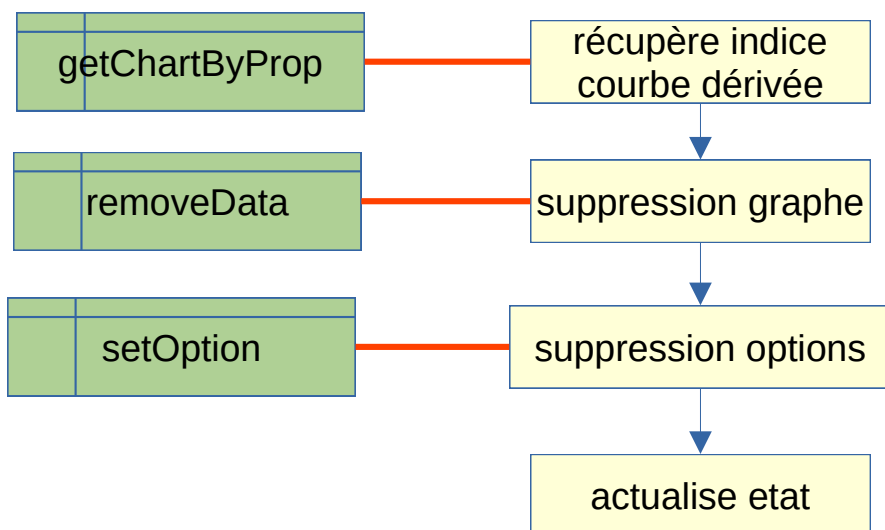 getChartByProp
récupère indice
courbe dérivée
removeData
suppression graphe
setOption
suppression options
actualise etat